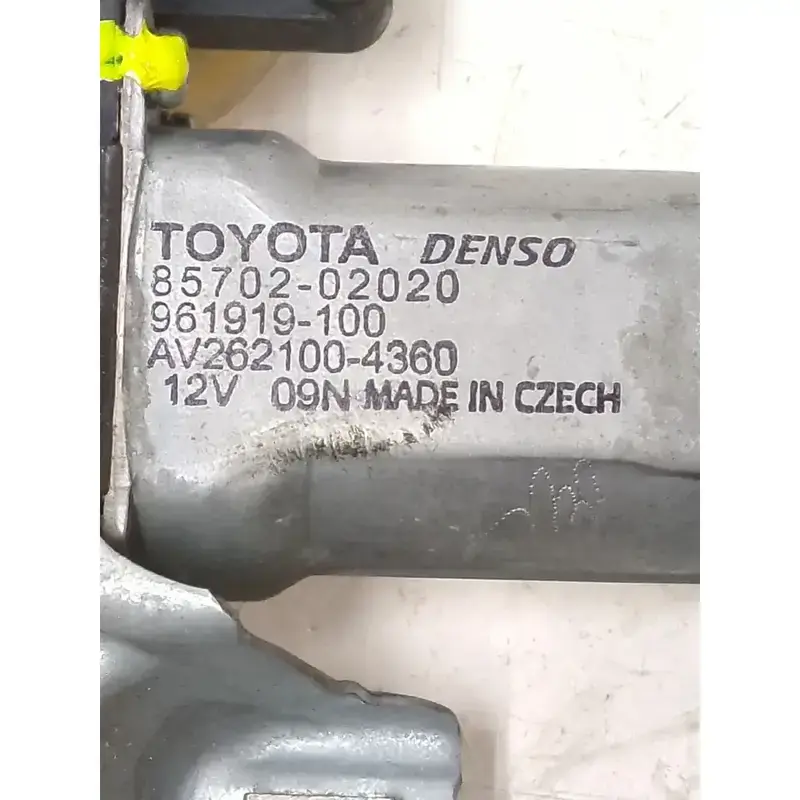 TOYOTA DENSO
85702-02020
961919-100
AV262100-4360
12V 09N MADE IN CZECH